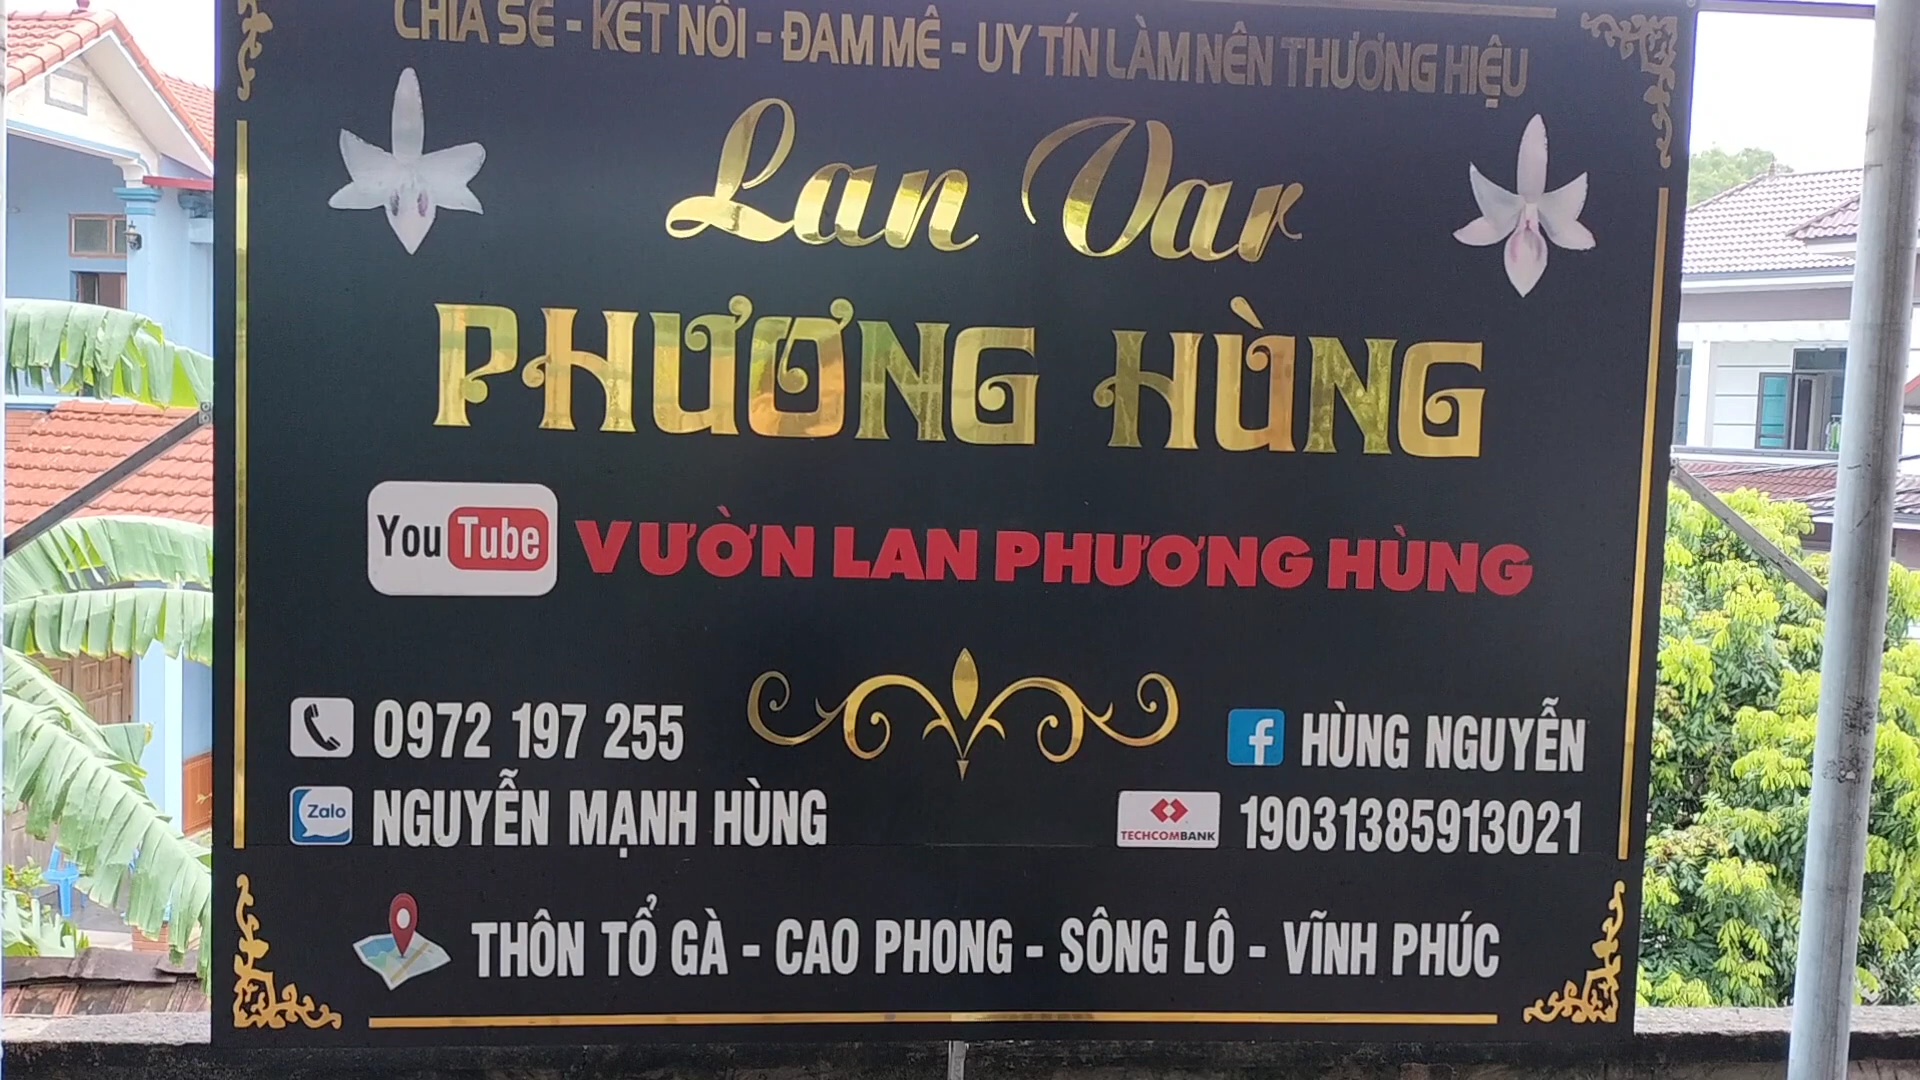 CHIA SẺ - KẾT NỐI - ĐAM MÊ - UY TÍN LÀM NÊN THƯƠNG HIỆU
Lan Var
PHƯƠNG HÙNG
YouTube VƯỜN LAN PHƯƠNG HÙNG
0972 197 255
f HÙNG NGUYỄN
Zalo NGUYỄN MẠNH HÙNG
TECHCOMBANK 19031385913021
THÔN TỔ GÀ - CAO PHONG - SÔNG LÔ - VĨNH PHÚC